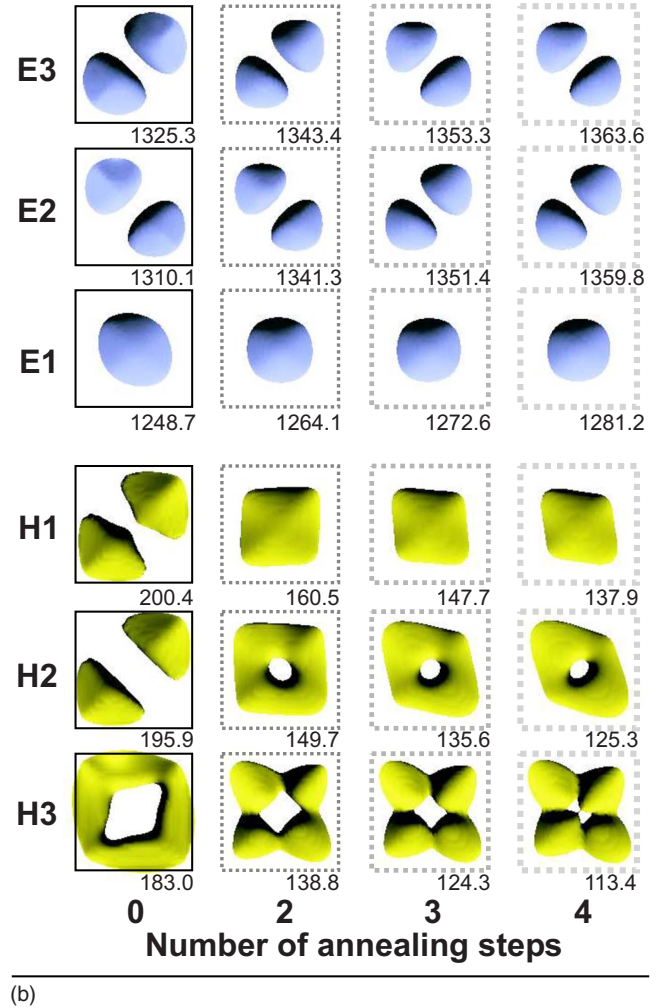 E3
1325.3 1343.4 1353.3 1363.6
E2
1310.1 1341.3 1351.4 1359.8
E1
1248.7 1264.1 1272.6 1281.2
H1
200.4 160.5 147.7 137.9
H2
195.9 149.7 135.6 125.3
H3
183.0 138.8 124.3 113.4
0 2 3 4
Number of annealing steps
(b)